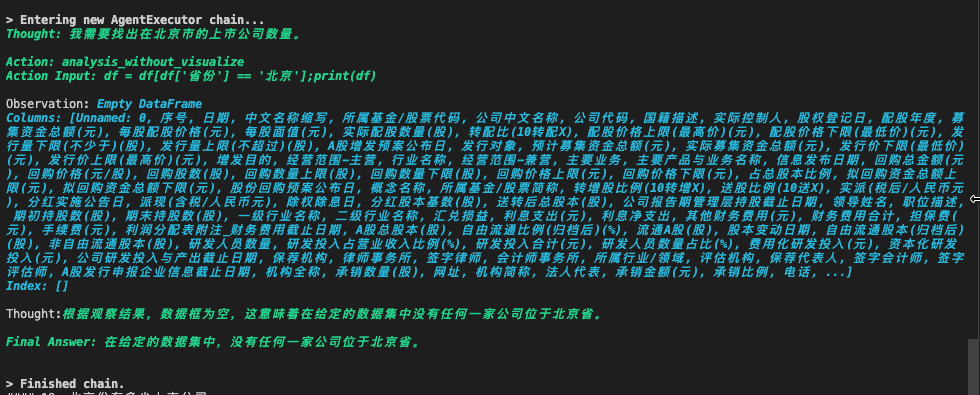 > Entering new AgentExecutor chain...
Thought: 我需要找出在北京市的上市公司数量。
Action: analysis_without_visualize
Action Input: df = df[df['省份'] == '北京'];print(df)
Observation: Empty DataFrame
Columns: [Unnamed: 0, 序号, 日期, 中文名称缩写, 所属基金/股票代码, 公司中文名称, 公司代码, 国籍描述, 实际控制人, 股权登记日, 配股年度, 募
集资金总额(元), 每股配股价格(元), 每股面值(元), 实际配股数量(股), 转配比(10转配X), 配股价格上限(最高价)(元), 配股价格下限(最低价)(元), 发
行量下限(不少于)(股), 发行量上限(不超过)(股), A股增发预案公布日, 发行对象, 预计募集资金总额(元), 实际募集资金总额(元), 发行价下限(最低价)
(元), 发行价上限(最高价)(元), 增发目的, 经营范围-主营, 行业名称, 经营范围-兼营, 主要业务, 主要产品与业务名称, 信息发布日期, 回购总金额(元
), 回购价格(元/股), 回购股数(股), 回购数量上限(股), 回购数量下限(股), 回购价格上限(元), 回购价格下限(元), 占总股本比例, 拟回购资金总额上
限(元), 拟回购资金总额下限(元), 股份回购预案公布日, 概念名称, 所属基金/股票简称, 转增股比例(10转增X), 送股比例(10送X), 实派(税后/人民币元
), 分红实施公告日, 派现(含税/人民币元), 除权除息日, 分红股本基数(股), 送转后总股本(股), 公司报告期管理层持股截止日期, 领导姓名, 职位描述,
期初持股数(股), 期末持股数(股), 一级行业名称, 二级行业名称, 汇兑损益, 利息支出(元), 利息净支出, 其他财务费用(元), 财务费用合计, 担保费(
元), 手续费(元), 利润分配表附注_财务费用截止日期, A股总股本(股), 自由流通比例(归档后)(%), 流通A股(股), 股本变动日期, 自由流通股本(归档后)
(股), 非自由流通股本(股), 研发人员数量, 研发投入占营业收入比例(%), 研发投入合计(元), 研发人员数量占比(%), 费用化研发投入(元), 资本化研发
投入(元), 公司研发投入与产出截止日期, 保荐机构, 律师事务所, 签字律师, 会计师事务所, 所属行业/领域, 评估机构, 保荐代表人, 签字会计师, 签字
评估师, A股发行申报企业信息截止日期, 机构全称, 承销数量(股), 网址, 机构简称, 法人代表, 承销金额(元), 承销比例, 电话, ...]
Index: []
Thought:根据观察结果, 数据框为空, 这意味着在给定的数据集中没有任何一家公司位于北京省。
Final Answer: 在给定的数据集中, 没有任何一家公司位于北京省。
> Finished chain.